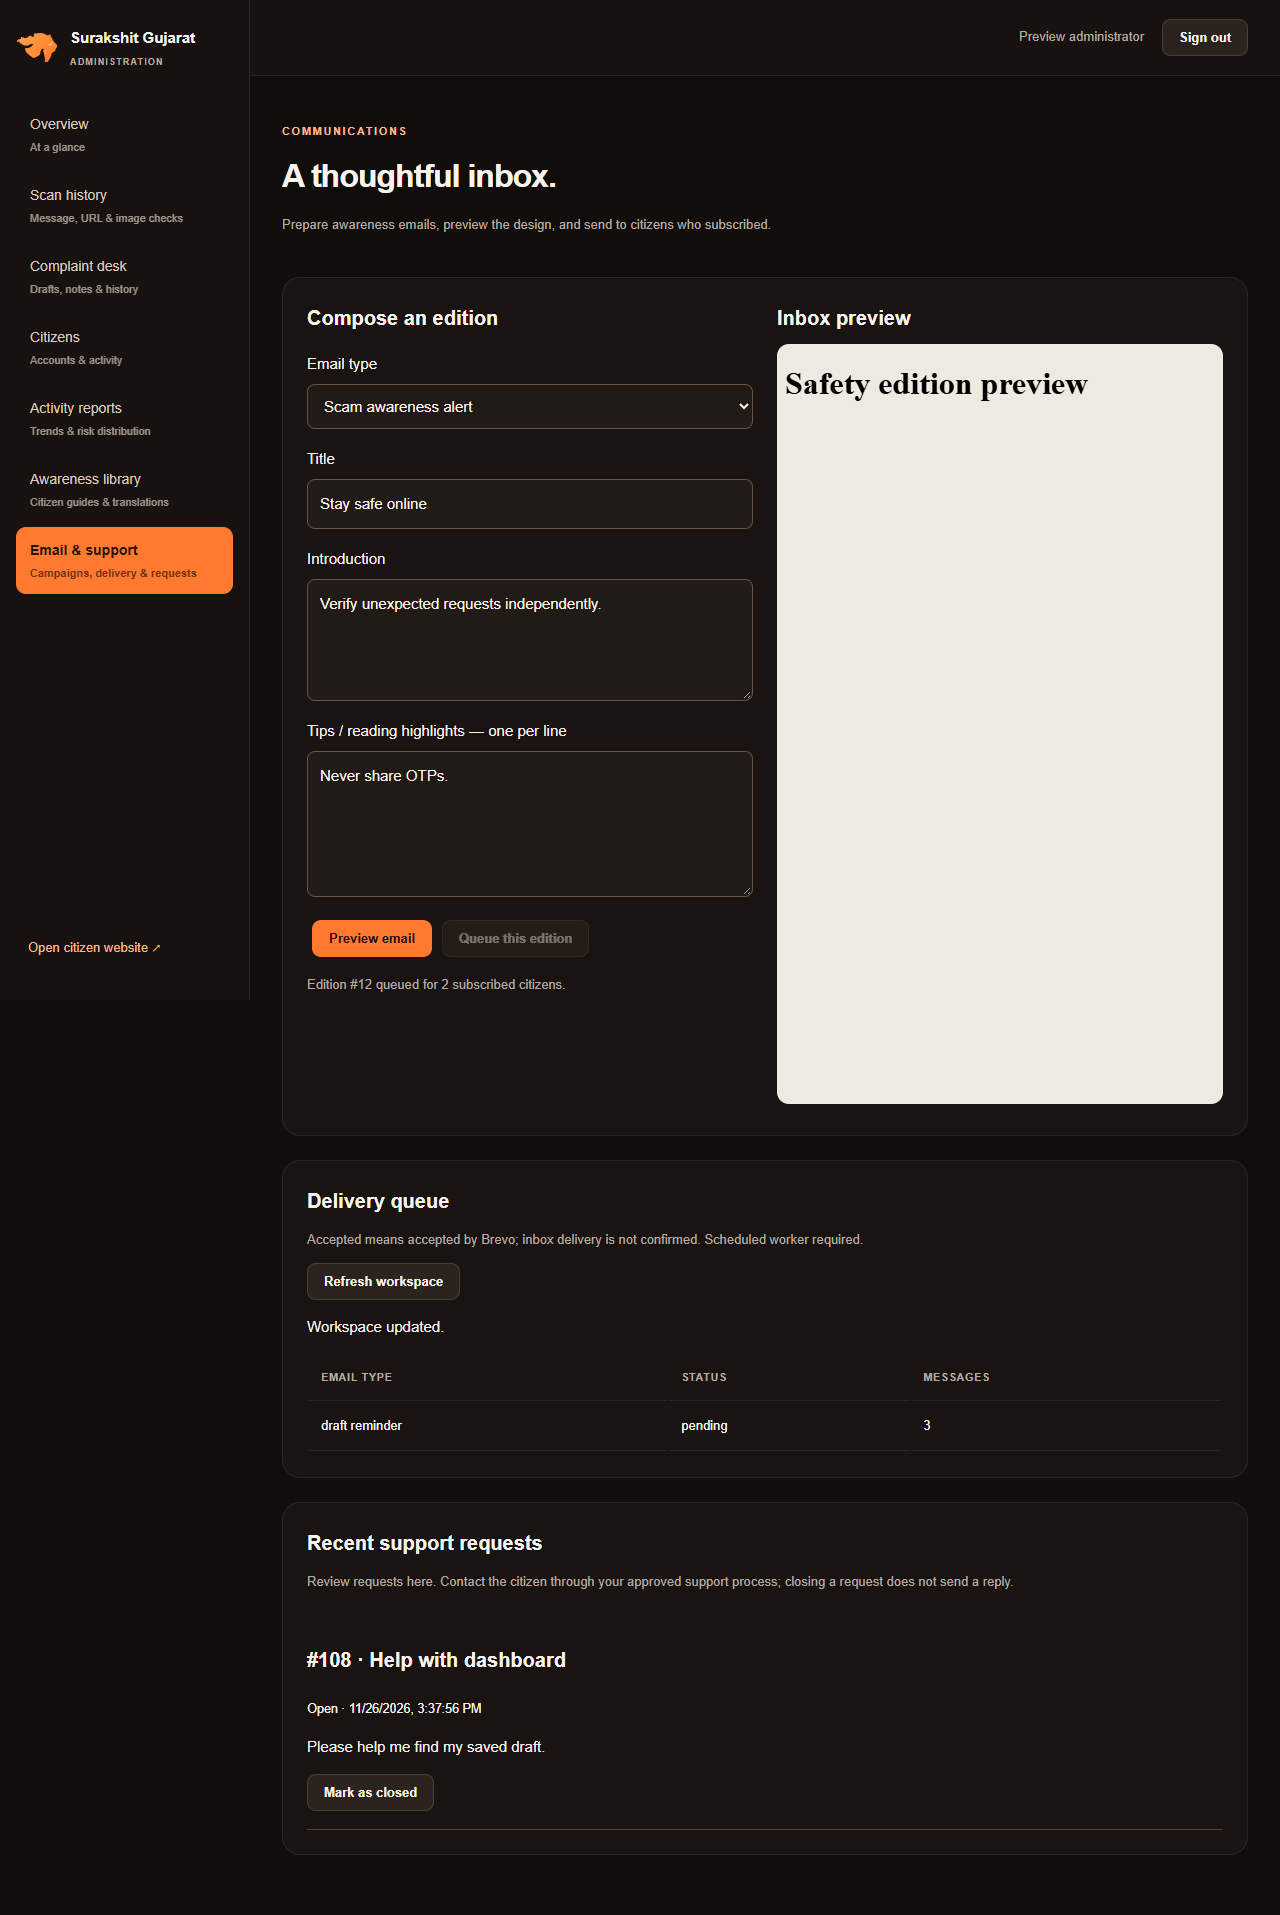 Surakshit Gujarat
ADMINISTRATION
Preview administrator
Sign out
Overview
At a glance
Scan history
Message, URL & image checks
Complaint desk
Drafts, notes & history
Citizens
Accounts & activity
Activity reports
Trends & risk distribution
Awareness library
Citizen guides & translations
Email & support
Campaigns, delivery & requests
Open citizen website ↗
COMMUNICATIONS
A thoughtful inbox.
Prepare awareness emails, preview the design, and send to citizens who subscribed.
Compose an edition
Email type
Scam awareness alert
Title
Stay safe online
Introduction
Verify unexpected requests independently.
Tips / reading highlights — one per line
Never share OTPs.
Preview email
Queue this edition
Edition #12 queued for 2 subscribed citizens.
Inbox preview
Safety edition preview
Delivery queue
Accepted means accepted by Brevo; inbox delivery is not confirmed. Scheduled worker required.
Refresh workspace
Workspace updated.
EMAIL TYPE STATUS MESSAGES
draft reminder pending 3
Recent support requests
Review requests here. Contact the citizen through your approved support process; closing a request does not send a reply.
#108 · Help with dashboard
Open · 11/26/2026, 3:37:56 PM
Please help me find my saved draft.
Mark as closed